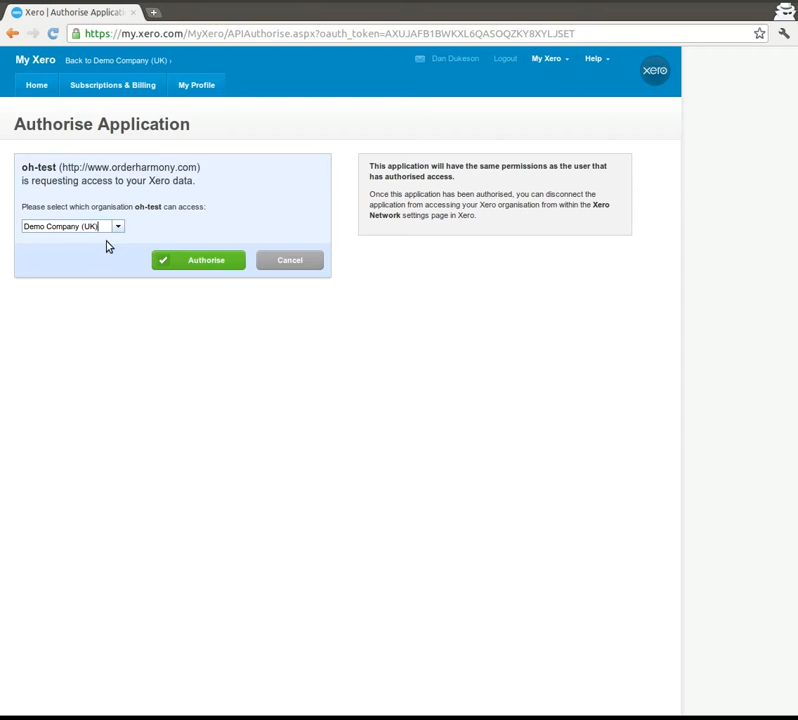 Xero | Authorise Applicati
https://my.xero.com/MyXero/APIAuthorise.aspx?oauth_token=AXUJAFB1BWKXL6QASOQZKY8XYLJSET
My Xero Back to Demo Company (UK) ›
Dan Dukeson Logout My Xero Help
xero
Home Subscriptions & Billing My Profile
Authorise Application
oh-test (http://www.orderharmony.com)
is requesting access to your Xero data.
Please select which organisation oh-test can access:
Demo Company (UK)
Authorise Cancel
This application will have the same permissions as the user that
has authorised access.
Once this application has been authorised, you can disconnect the
application from accessing your Xero organisation from within the Xero
Network settings page in Xero.